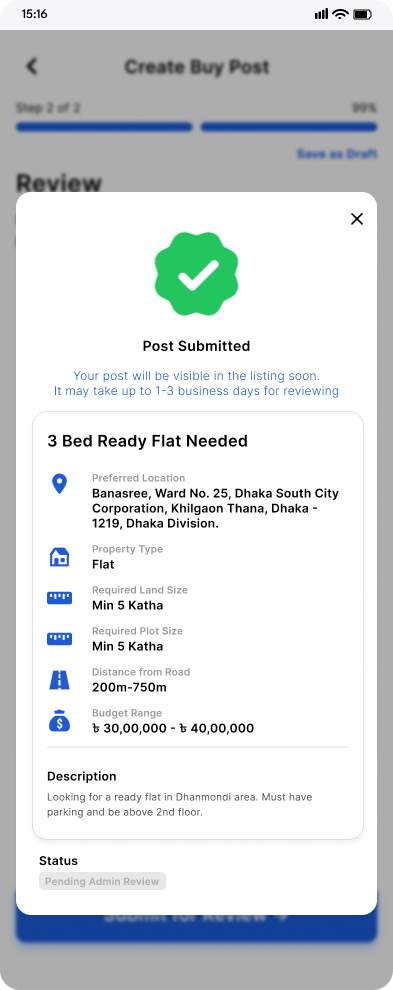 15:16
Create Buy Post
Step 2 of 2
99%
Save as Draft
Review
Post Submitted
Your post will be visible in the listing soon.
It may take up to 1-3 business days for reviewing
3 Bed Ready Flat Needed
Preferred Location
Banasree, Ward No. 25, Dhaka South City
Corporation, Khilgaon Thana, Dhaka -
1219, Dhaka Division.
Property Type
Flat
Required Land Size
Min 5 Katha
Required Plot Size
Min 5 Katha
Distance from Road
200m-750m
Budget Range
৳ 30,00,000 - ৳ 40,00,000
Description
Looking for a ready flat in Dhanmondi area. Must have
parking and be above 2nd floor.
Status
Pending Admin Review
Submit for Review →